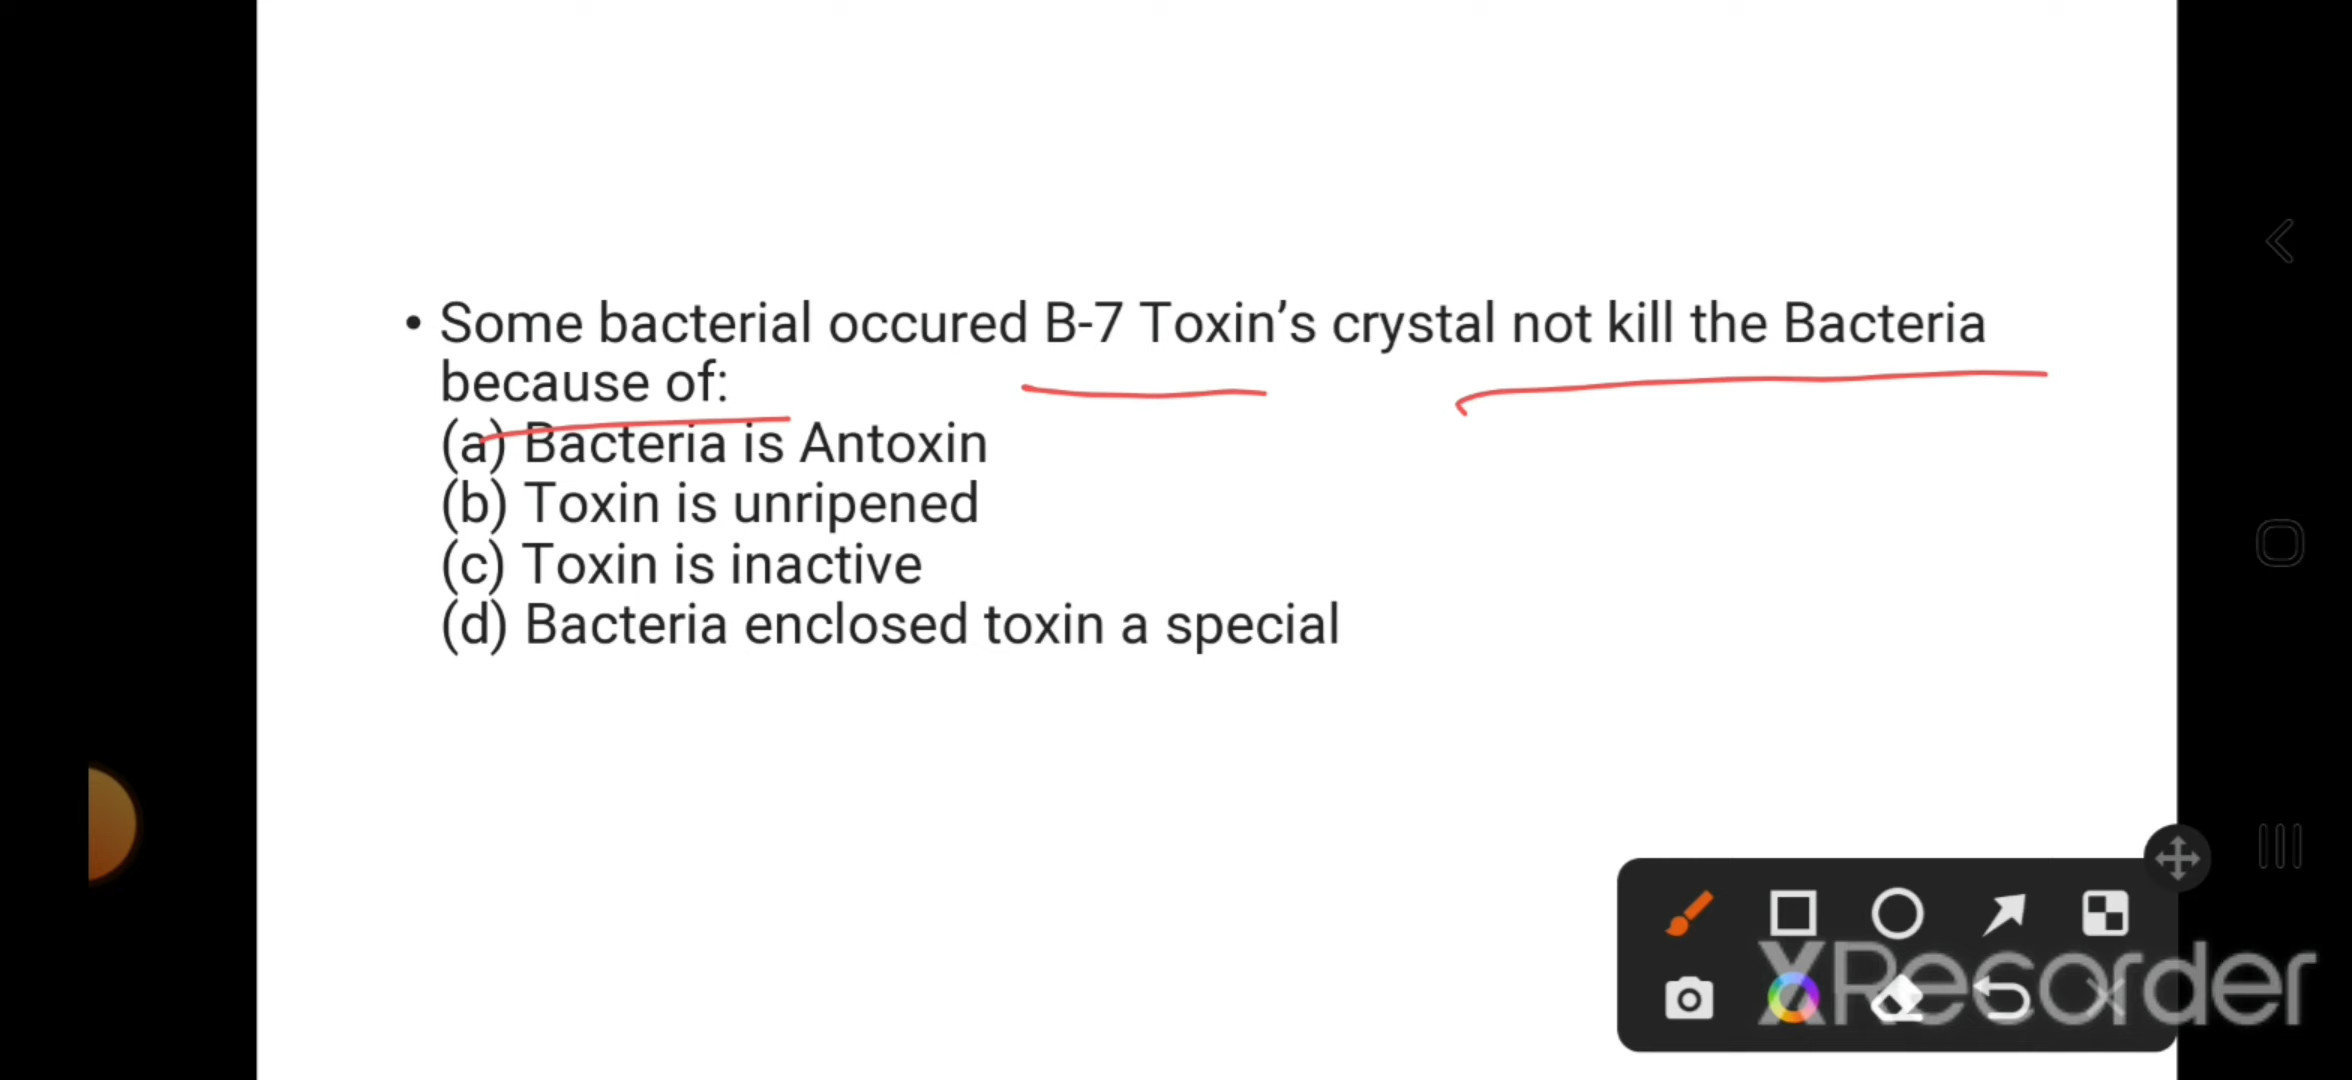 • Some bacterial occured B-7 Toxin’s crystal not kill the Bacteria
because of:
(a) Bacteria is Antoxin
(b) Toxin is unripened
(c) Toxin is inactive
(d) Bacteria enclosed toxin a special
XRecorder